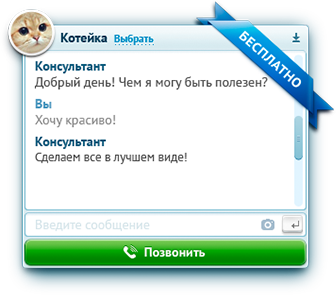 Котейка Выбрать
БЕСПЛАТНО
Консультант
Добрый день! Чем я могу быть полезен?
Вы
Хочу красиво!
Консультант
Сделаем все в лучшем виде!
Введите сообщение
Позвонить